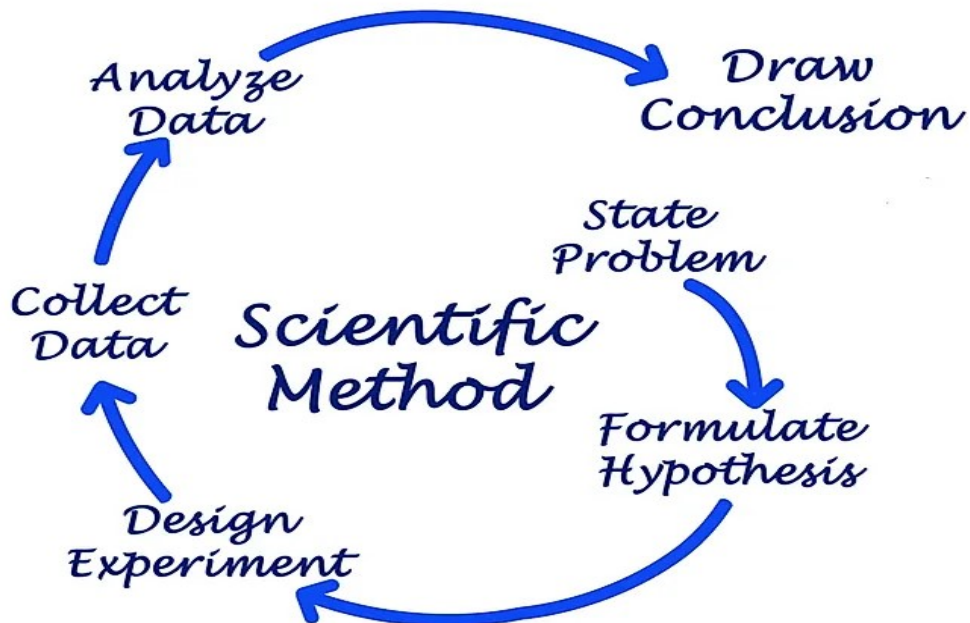 Analyze
Data
Draw
Conclusion
State
Problem
Collect
Data
Scientific
Method
Formulate
Hypothesis
Design
Experiment